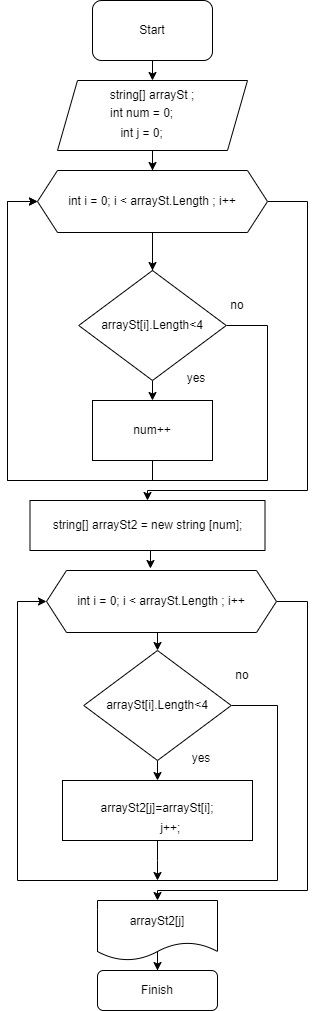 Start
string[] arraySt ;
int num = 0;
int j = 0;
int i = 0; i < arraySt.Length ; i++
no
arraySt[i].Length<4
yes
num++
string[] arraySt2 = new string [num];
int i = 0; i < arraySt.Length ; i++
no
arraySt[i].Length<4
yes
arraySt2[j]=arraySt[i];
j++;
arraySt2[j]
Finish